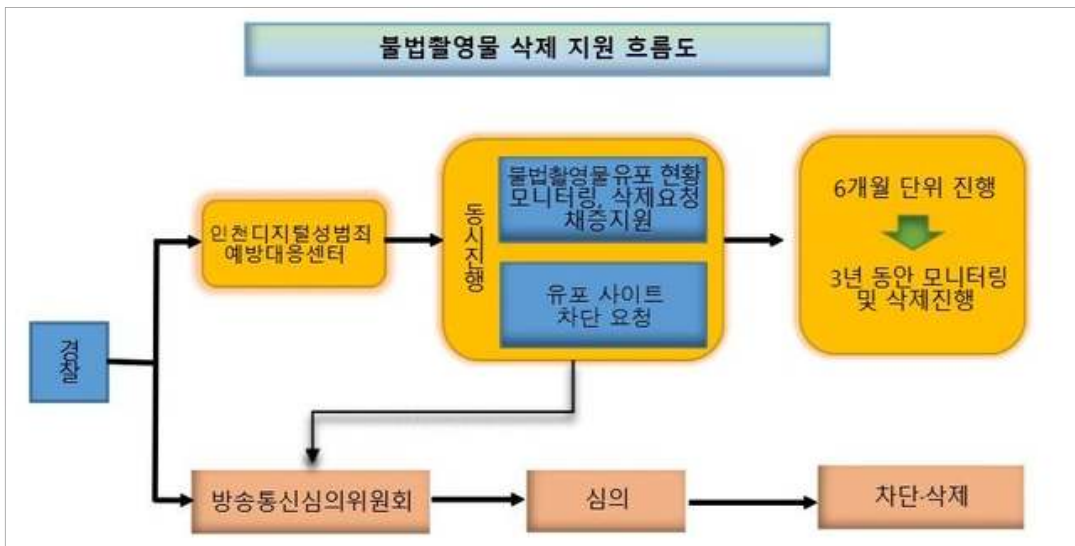 불법촬영물 삭제 지원 흐름도
경찰
인천디지털성범죄
예방대응센터
동시진행
불법촬영물유포 현황
모니터링, 삭제요청
채증지원
유포 사이트
차단 요청
6개월 단위 진행
3년 동안 모니터링
및 삭제진행
방송통신심의위원회
심의
차단·삭제